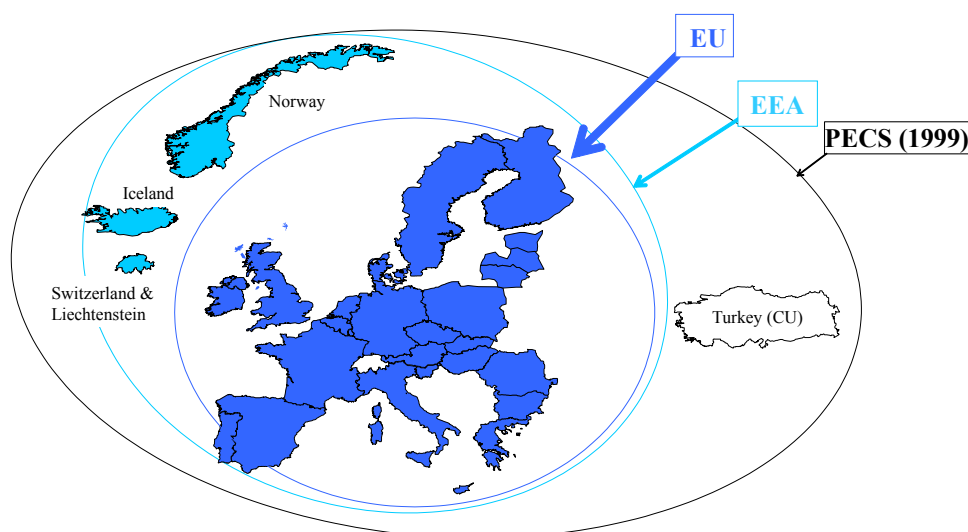 EU
EEA
PECS (1999)
Norway
Iceland
Switzerland &
Liechtenstein
Turkey (CU)